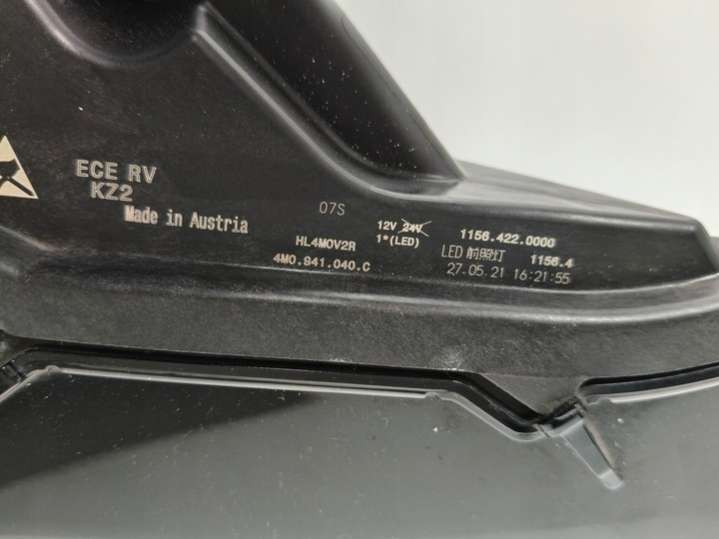 ECE RV
KZ2
Made in Austria
07S
HL4MOV2R
4M0.941.040.C
12V 24V
1*(LED)
1156.422.0000
LED 前照灯 1156.4
27.05.21 16:21:55